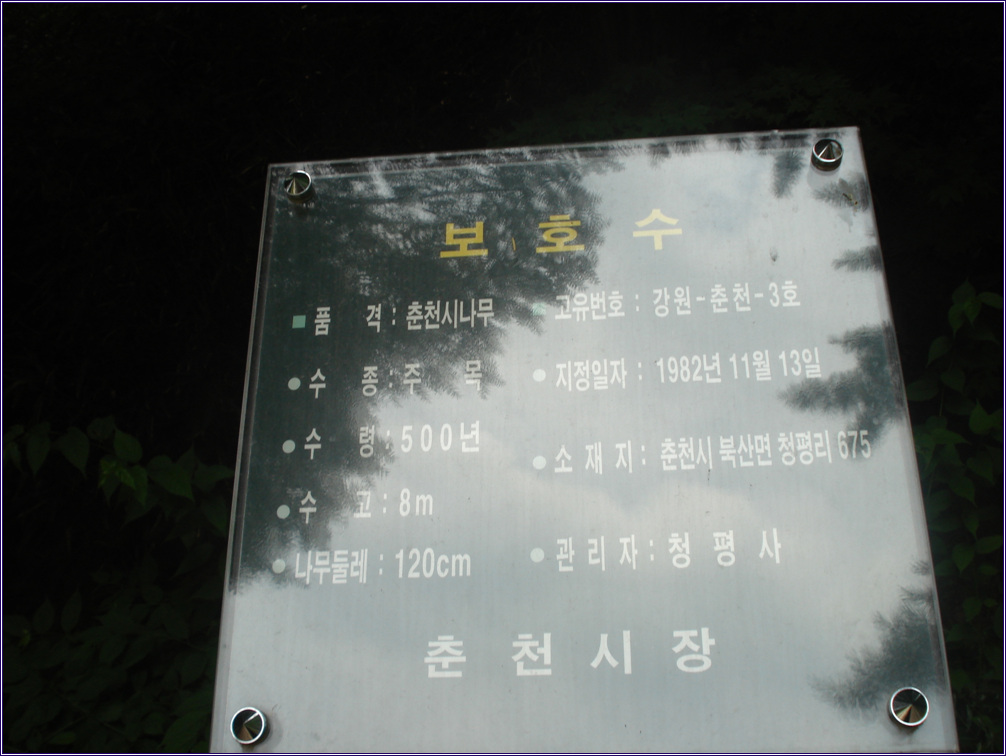 보 호 수
품 격 : 춘천시나무 고유번호 : 강원-춘천-3호
수 종 : 주 목 지정일자 : 1982년 11월 13일
수 령 : 500년 소 재 지 : 춘천시 북산면 청평리 675
수 고 : 8m
나무둘레 : 120cm 관 리 자 : 청 평 사
춘 천 시 장